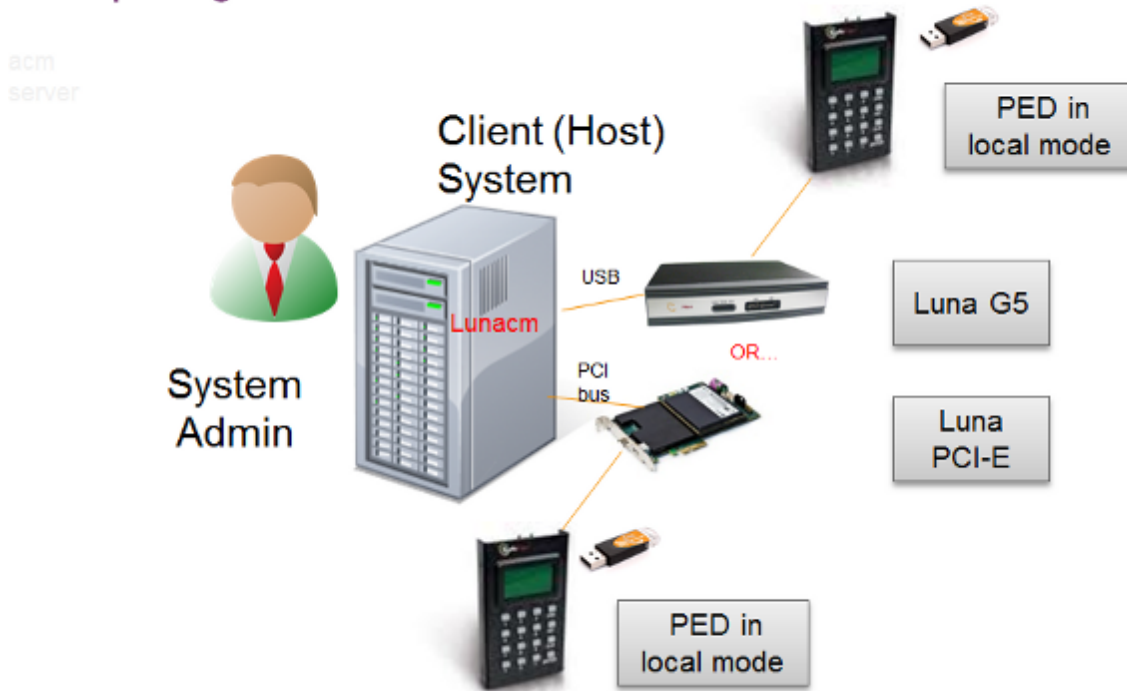 acm
server
PED in
local mode
Client (Host)
System
USB
Lunacm
Luna G5
OR...
PCI
bus
System
Admin
Luna
PCI-E
PED in
local mode